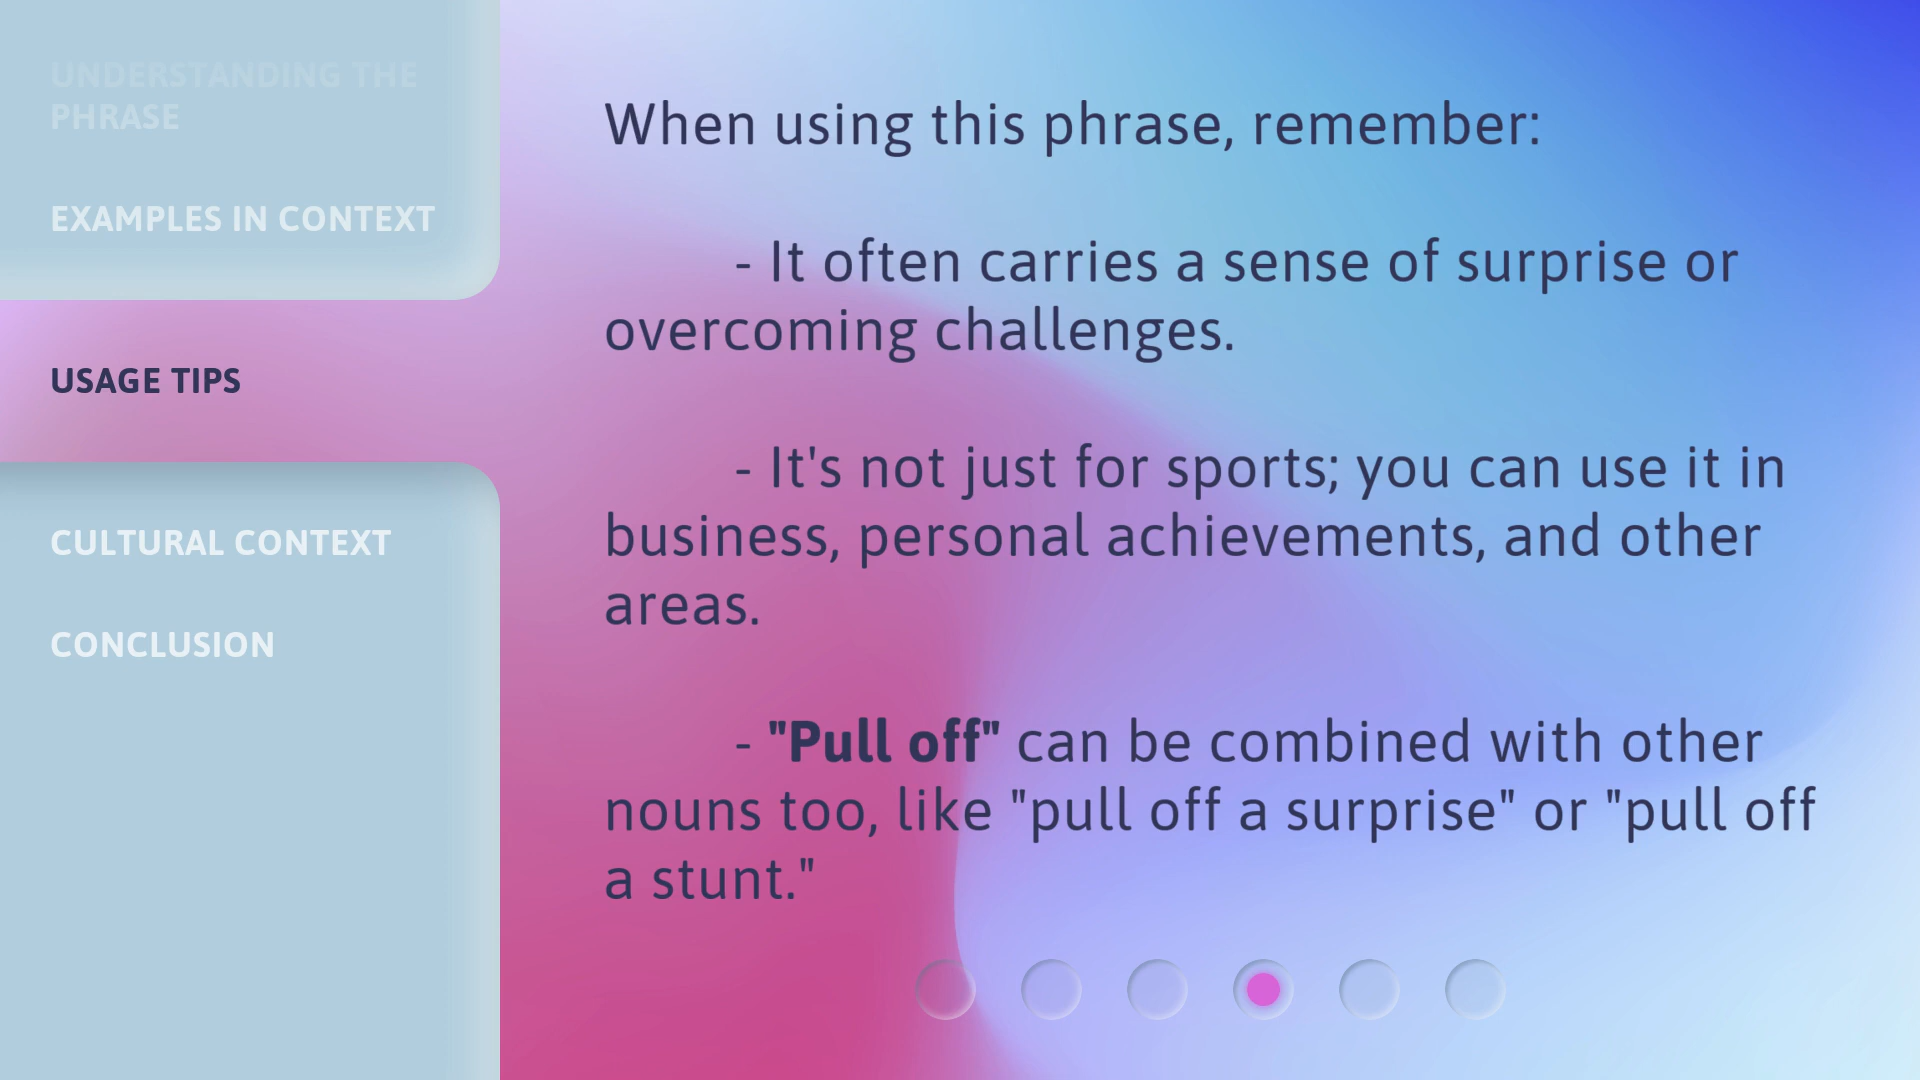 UNDERSTANDING THE
PHRASE
EXAMPLES IN CONTEXT
USAGE TIPS
CULTURAL CONTEXT
CONCLUSION
When using this phrase, remember:
- It often carries a sense of surprise or
overcoming challenges.
- It's not just for sports; you can use it in
business, personal achievements, and other
areas.
- "Pull off" can be combined with other
nouns too, like "pull off a surprise" or "pull off
a stunt."